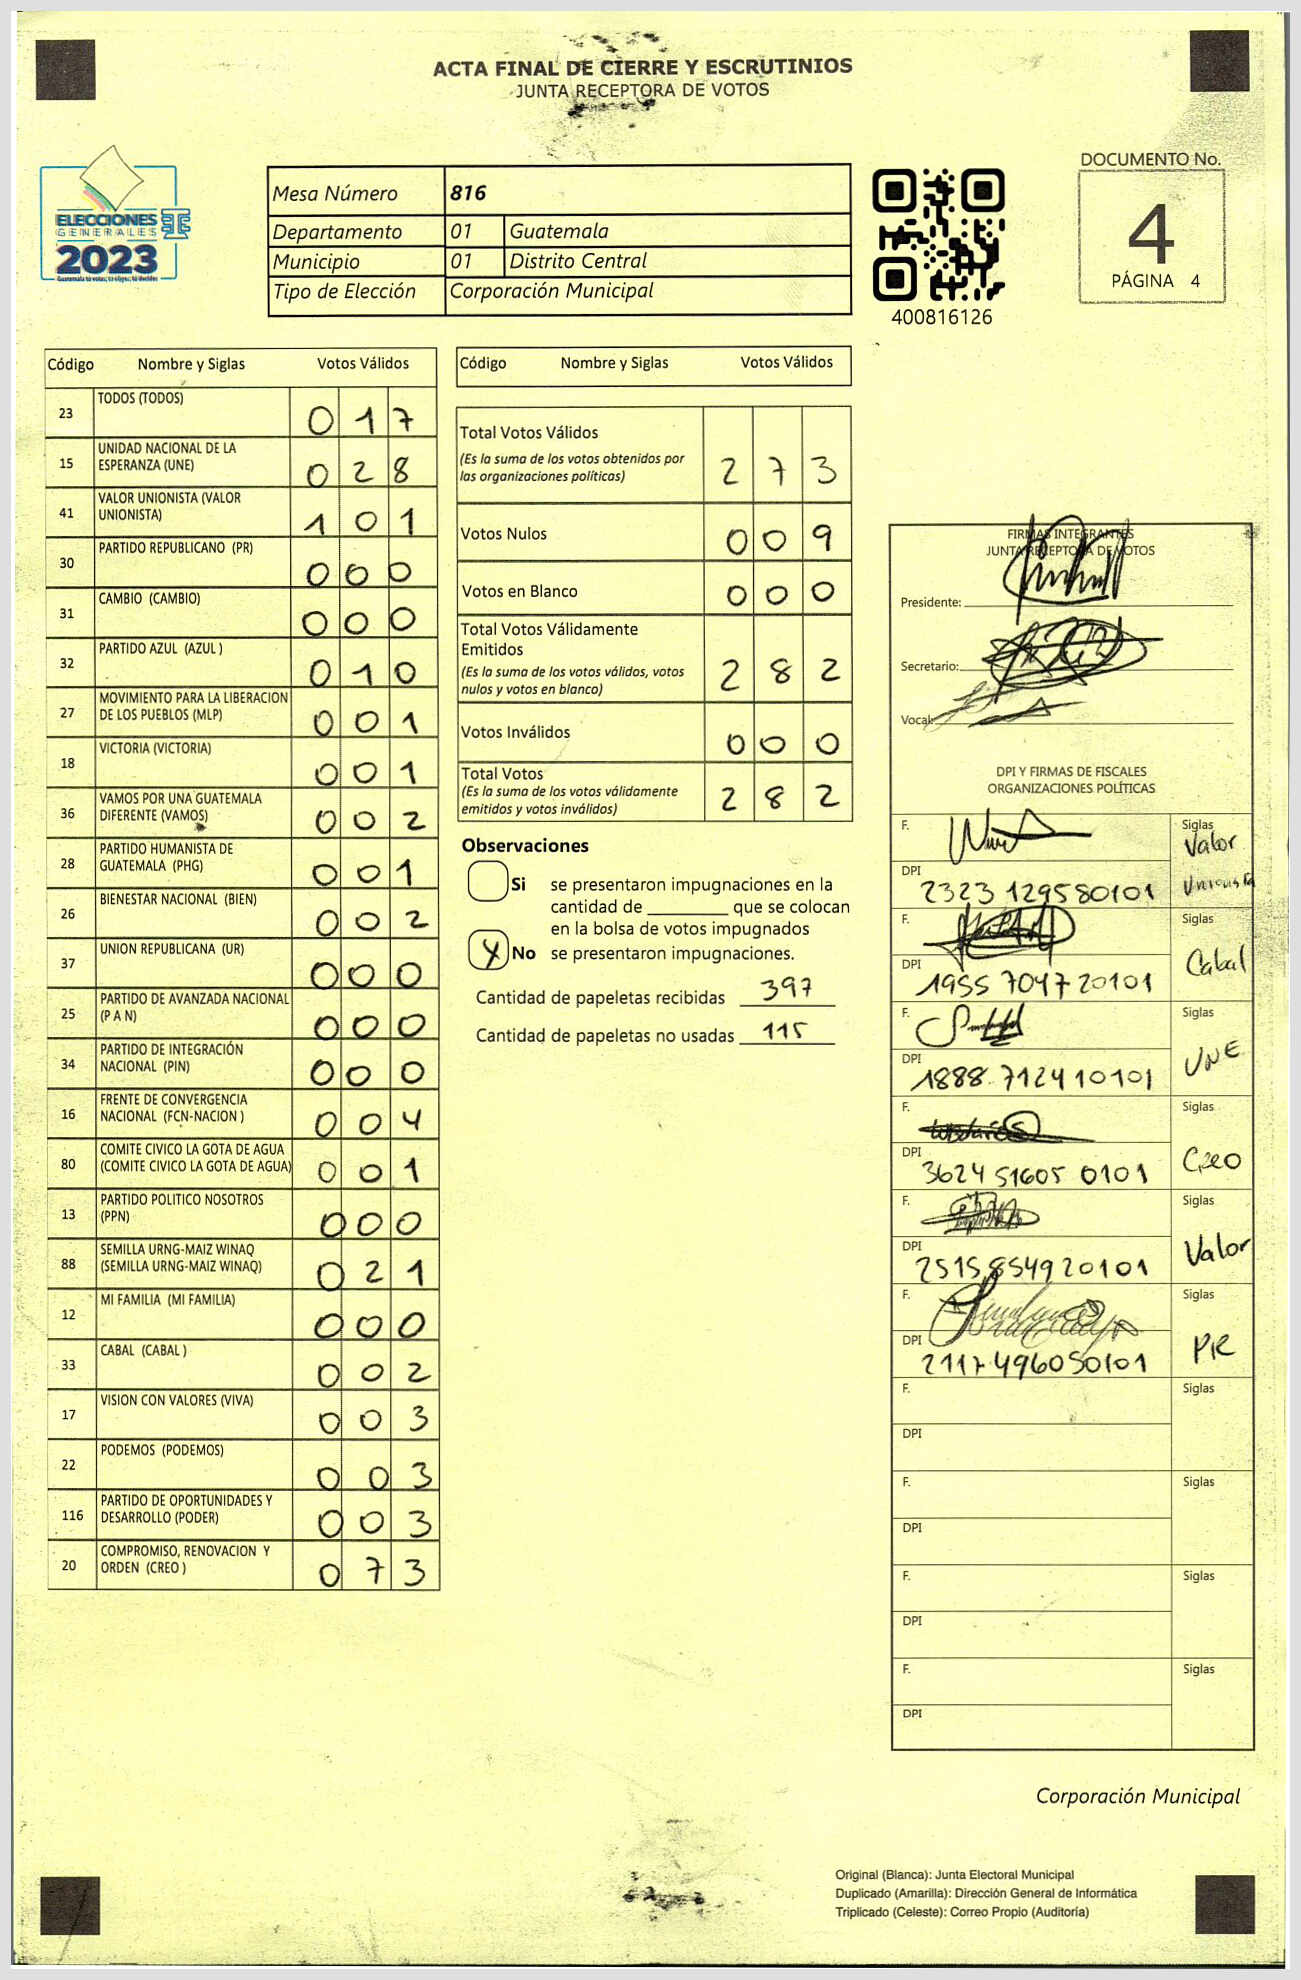 ACTA FINAL DE CIERRE Y ESCRUTINIOS
JUNTA RECEPTORA DE VOTOS
ELECCIONES
GENERALES
2023
Mesa Número 816
Departamento 01 Guatemala
Municipio 01 Distrito Central
Tipo de Elección Corporación Municipal
400816126
DOCUMENTO No.
4
PÁGINA 4
Código Nombre y Siglas Votos Válidos
23 TODOS (TODOS) 0 1 7
15 UNIDAD NACIONAL DE LA ESPERANZA (UNE) 0 2 8
41 VALOR UNIONISTA (VALOR UNIONISTA) 1 0 1
30 PARTIDO REPUBLICANO (PR) 0 0 0
31 CAMBIO (CAMBIO) 0 0 0
32 PARTIDO AZUL (AZUL ) 0 1 0
27 MOVIMIENTO PARA LA LIBERACION DE LOS PUEBLOS (MLP) 0 0 1
18 VICTORIA (VICTORIA) 0 0 1
36 VAMOS POR UNA GUATEMALA DIFERENTE (VAMOS) 0 0 2
28 PARTIDO HUMANISTA DE GUATEMALA (PHG) 0 0 1
26 BIENESTAR NACIONAL (BIEN) 0 0 2
37 UNION REPUBLICANA (UR) 0 0 0
25 PARTIDO DE AVANZADA NACIONAL (P A N) 0 0 0
34 PARTIDO DE INTEGRACIÓN NACIONAL (PIN) 0 0 0
16 FRENTE DE CONVERGENCIA NACIONAL (FCN-NACION ) 0 0 4
80 COMITE CIVICO LA GOTA DE AGUA (COMITE CIVICO LA GOTA DE AGUA) 0 0 1
13 PARTIDO POLITICO NOSOTROS (PPN) 0 0 0
88 SEMILLA URNG-MAIZ WINAQ (SEMILLA URNG-MAIZ WINAQ) 0 2 1
12 MI FAMILIA (MI FAMILIA) 0 0 0
33 CABAL (CABAL ) 0 0 2
17 VISION CON VALORES (VIVA) 0 0 3
22 PODEMOS (PODEMOS) 0 0 3
116 PARTIDO DE OPORTUNIDADES Y DESARROLLO (PODER) 0 0 3
20 COMPROMISO, RENOVACION Y ORDEN (CREO ) 0 7 3
Código Nombre y Siglas Votos Válidos
Total Votos Válidos
(Es la suma de los votos obtenidos por
las organizaciones políticas) 2 7 3
Votos Nulos 0 0 9
Votos en Blanco 0 0 0
Total Votos Válidamente
Emitidos
(Es la suma de los votos válidos, votos
nulos y votos en blanco) 2 8 2
Votos Inválidos 0 0 0
Total Votos
(Es la suma de los votos válidamente
emitidos y votos inválidos) 2 8 2
Observaciones
Si se presentaron impugnaciones en la
cantidad de ________ que se colocan
en la bolsa de votos impugnados
X No se presentaron impugnaciones.
Cantidad de papeletas recibidas 397
Cantidad de papeletas no usadas 115
FIRMAS INTEGRANTES
JUNTA RECEPTORA DE VOTOS
Presidente:
Secretario:
Vocal:
DPI Y FIRMAS DE FISCALES
ORGANIZACIONES POLÍTICAS
F. Siglas Valor Unionista
DPI 2323 129580101
F. Siglas Cabal
DPI 1955 704720101
F. Siglas UNE
DPI 1888 712410101
F. Siglas Creo
DPI 3624 51605 0101
F. Siglas Valor
DPI 2515 854920101
F. Siglas PR
DPI 2117 496050101
F. Siglas
DPI
F. Siglas
DPI
F. Siglas
DPI
F. Siglas
DPI
Corporación Municipal
Original (Blanca): Junta Electoral Municipal
Duplicado (Amarilla): Dirección General de Informática
Triplicado (Celeste): Correo Propio (Auditoría)